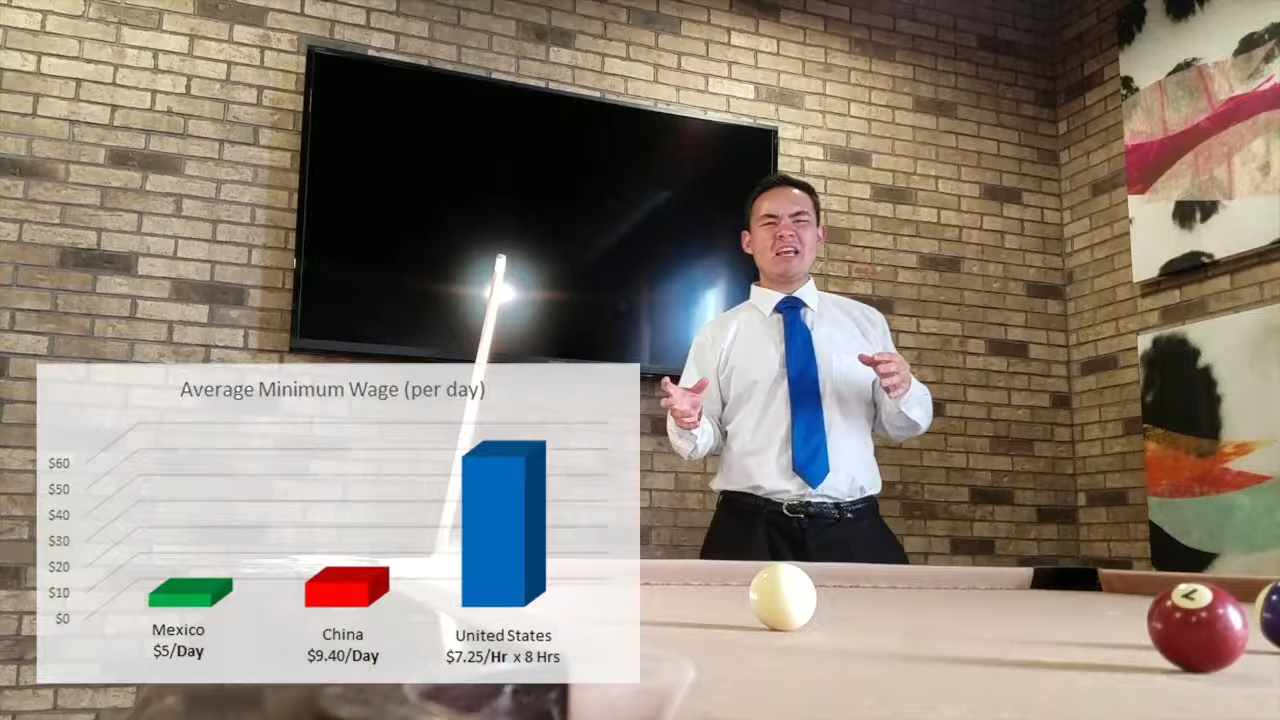 Average Minimum Wage (per day)
$60
$50
$40
$30
$20
$10
$0
Mexico
$5/Day
China
$9.40/Day
United States
$7.25/Hr x 8 Hrs
7